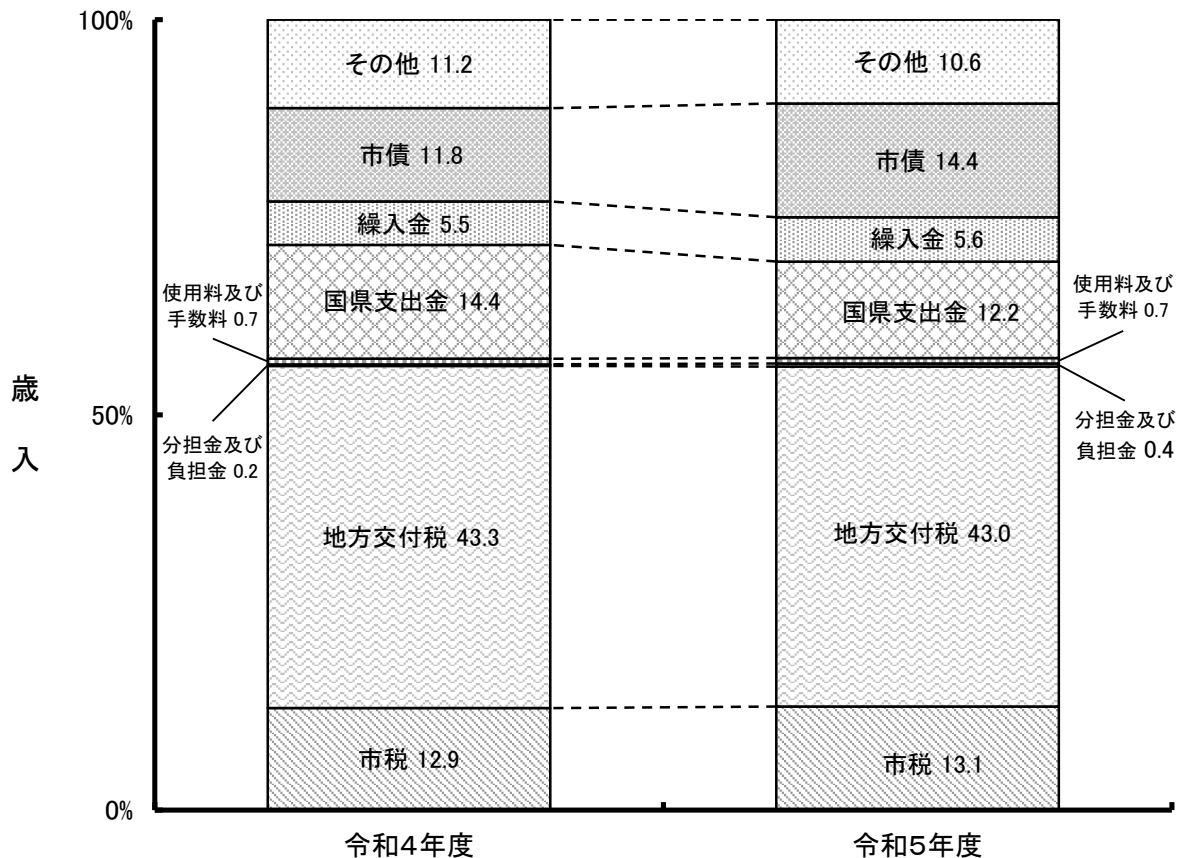 100%
50%
0%
歳
入
その他 11.2
市債 11.8
繰入金 5.5
国県支出金 14.4
使用料及び
手数料 0.7
分担金及び
負担金 0.2
地方交付税 43.3
市税 12.9
令和4年度
その他 10.6
市債 14.4
繰入金 5.6
国県支出金 12.2
使用料及び
手数料 0.7
分担金及び
負担金 0.4
地方交付税 43.0
市税 13.1
令和5年度